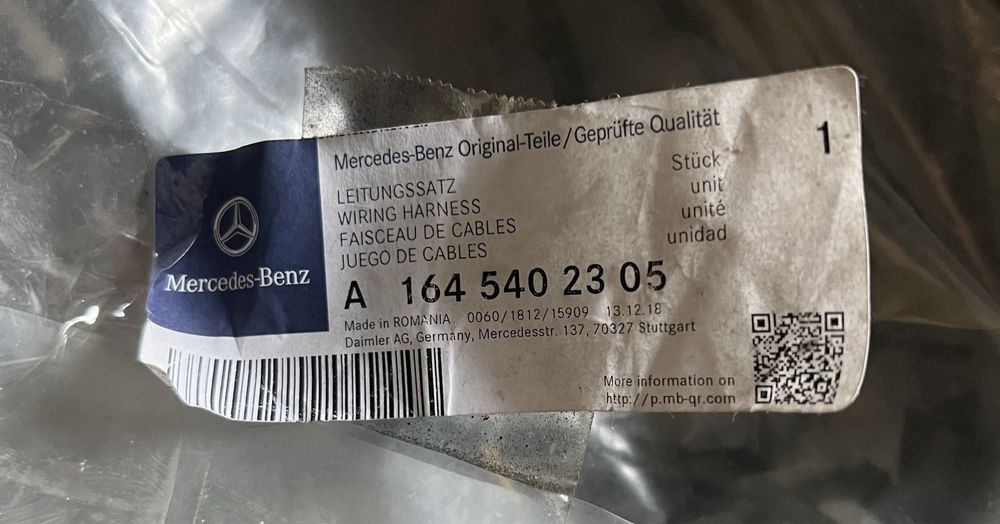 Mercedes-Benz Original-Teile/Geprüfte Qualität
1
LEITUNGSSATZ Stück
WIRING HARNESS unit
FAISCEAU DE CABLES unité
JUEGO DE CABLES unidad
Mercedes-Benz
A 164 540 23 05
Made in ROMANIA 0060/1812/15909 13.12.18
Daimler AG, Germany, Mercedesstr. 137, 70327 Stuttgart
More information on
http://p.mb-qr.com